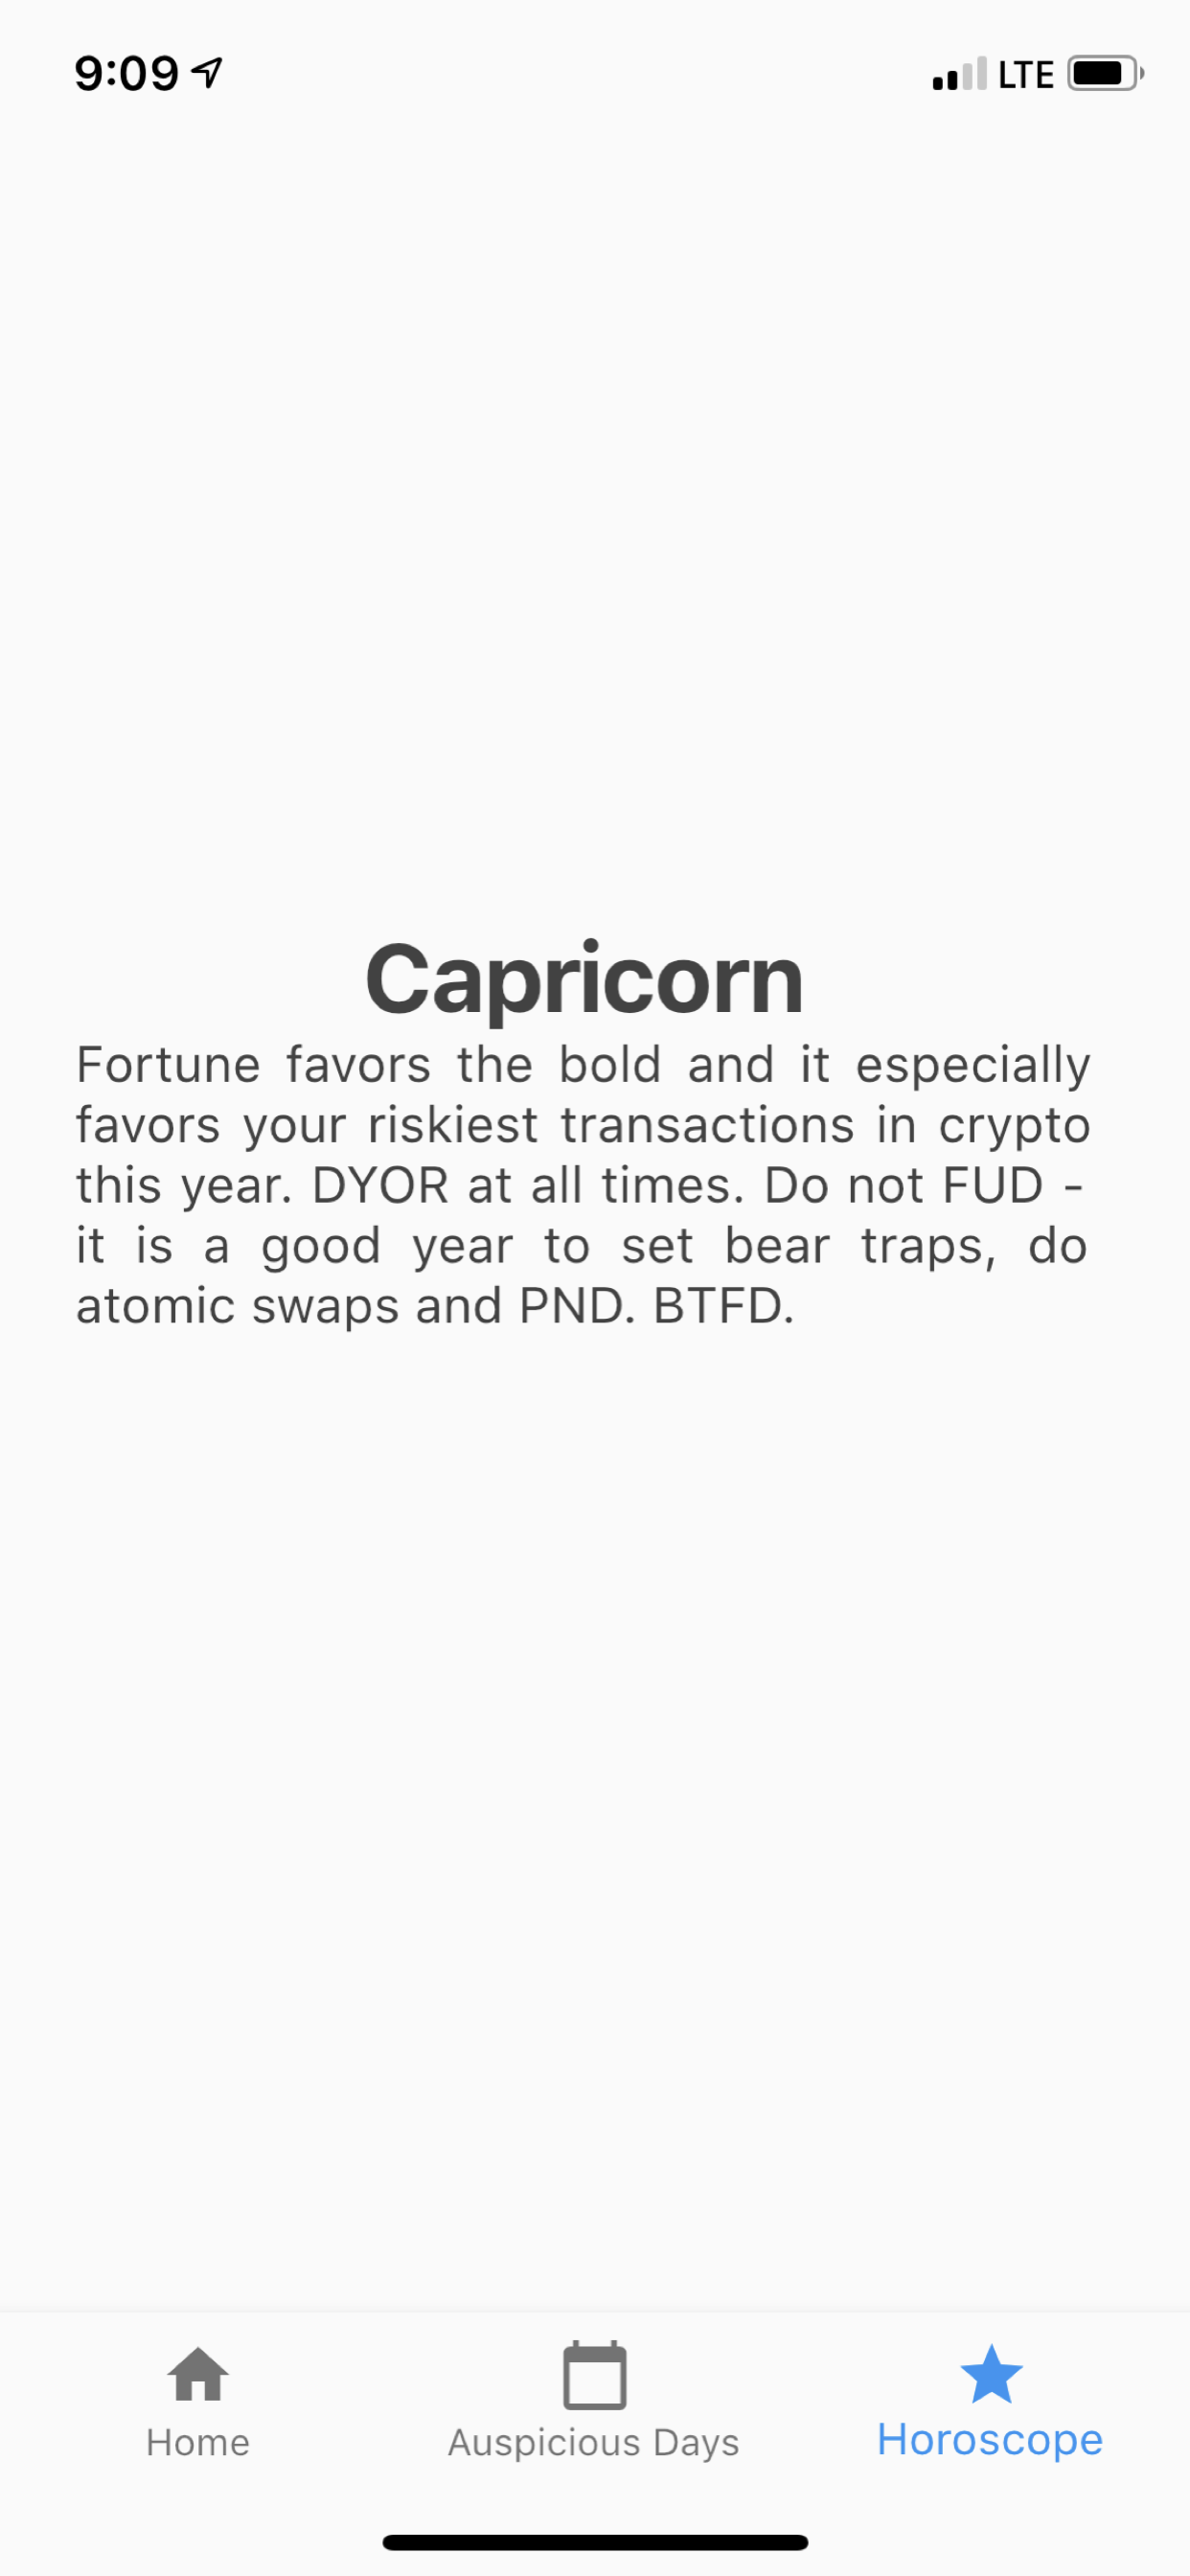 9:09
LTE
Capricorn
Fortune favors the bold and it especially
favors your riskiest transactions in crypto
this year. DYOR at all times. Do not FUD -
it is a good year to set bear traps, do
atomic swaps and PND. BTFD.
Home
Auspicious Days
Horoscope